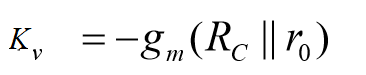 K_v = -g_m(R_C || r_0)